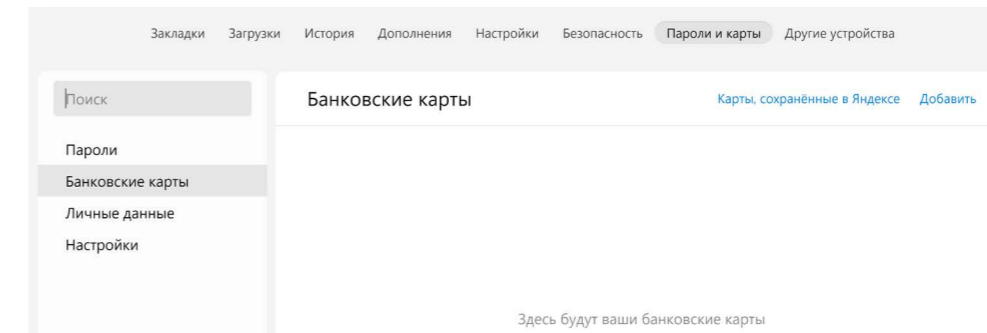 Закладки Загрузки История Дополнения Настройки Безопасность Пароли и карты Другие устройства
Поиск
Банковские карты Карты, сохранённые в Яндексе Добавить
Пароли
Банковские карты
Личные данные
Настройки
Здесь будут ваши банковские карты